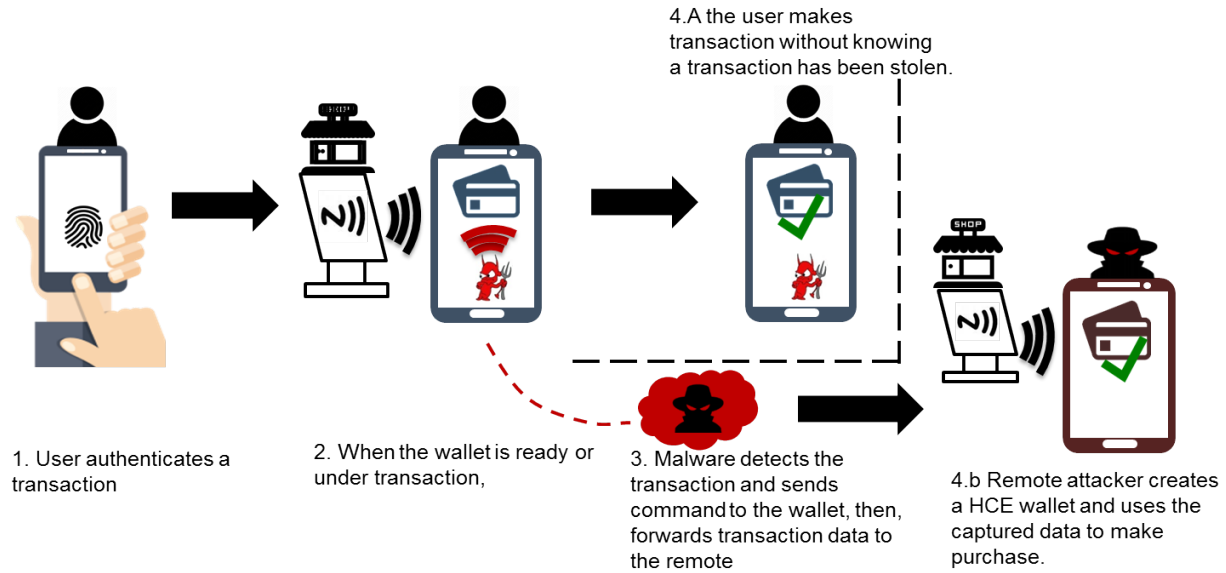 4.A the user makes
transaction without knowing
a transaction has been stolen.
SHOP
SHOP
1. User authenticates a
transaction
2. When the wallet is ready or
under transaction,
3. Malware detects the
transaction and sends
command to the wallet, then,
forwards transaction data to
the remote
4.b Remote attacker creates
a HCE wallet and uses the
captured data to make
purchase.